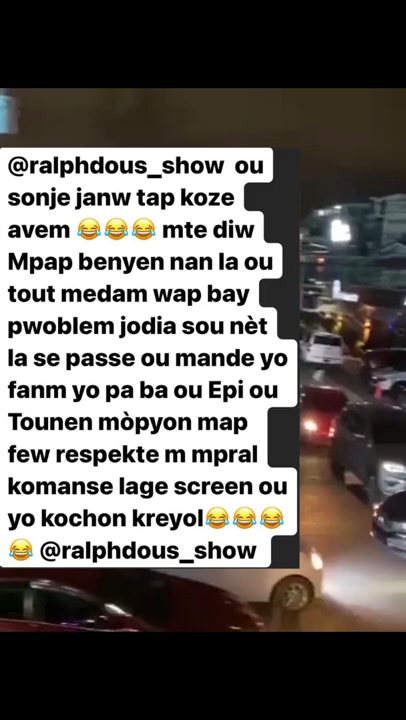 @ralphdous_show ou
sonje janw tap koze
avem 😂😂😂 mte diw
Mpap benyen nan la ou
tout medam wap bay
pwoblem jodia sou nèt
la se passe ou mande yo
fanm yo pa ba ou Epi ou
Tounen mòpyon map
few respekte m mpral
komanse lage screen ou
yo kochon kreyol😂😂😂
😂 @ralphdous_show